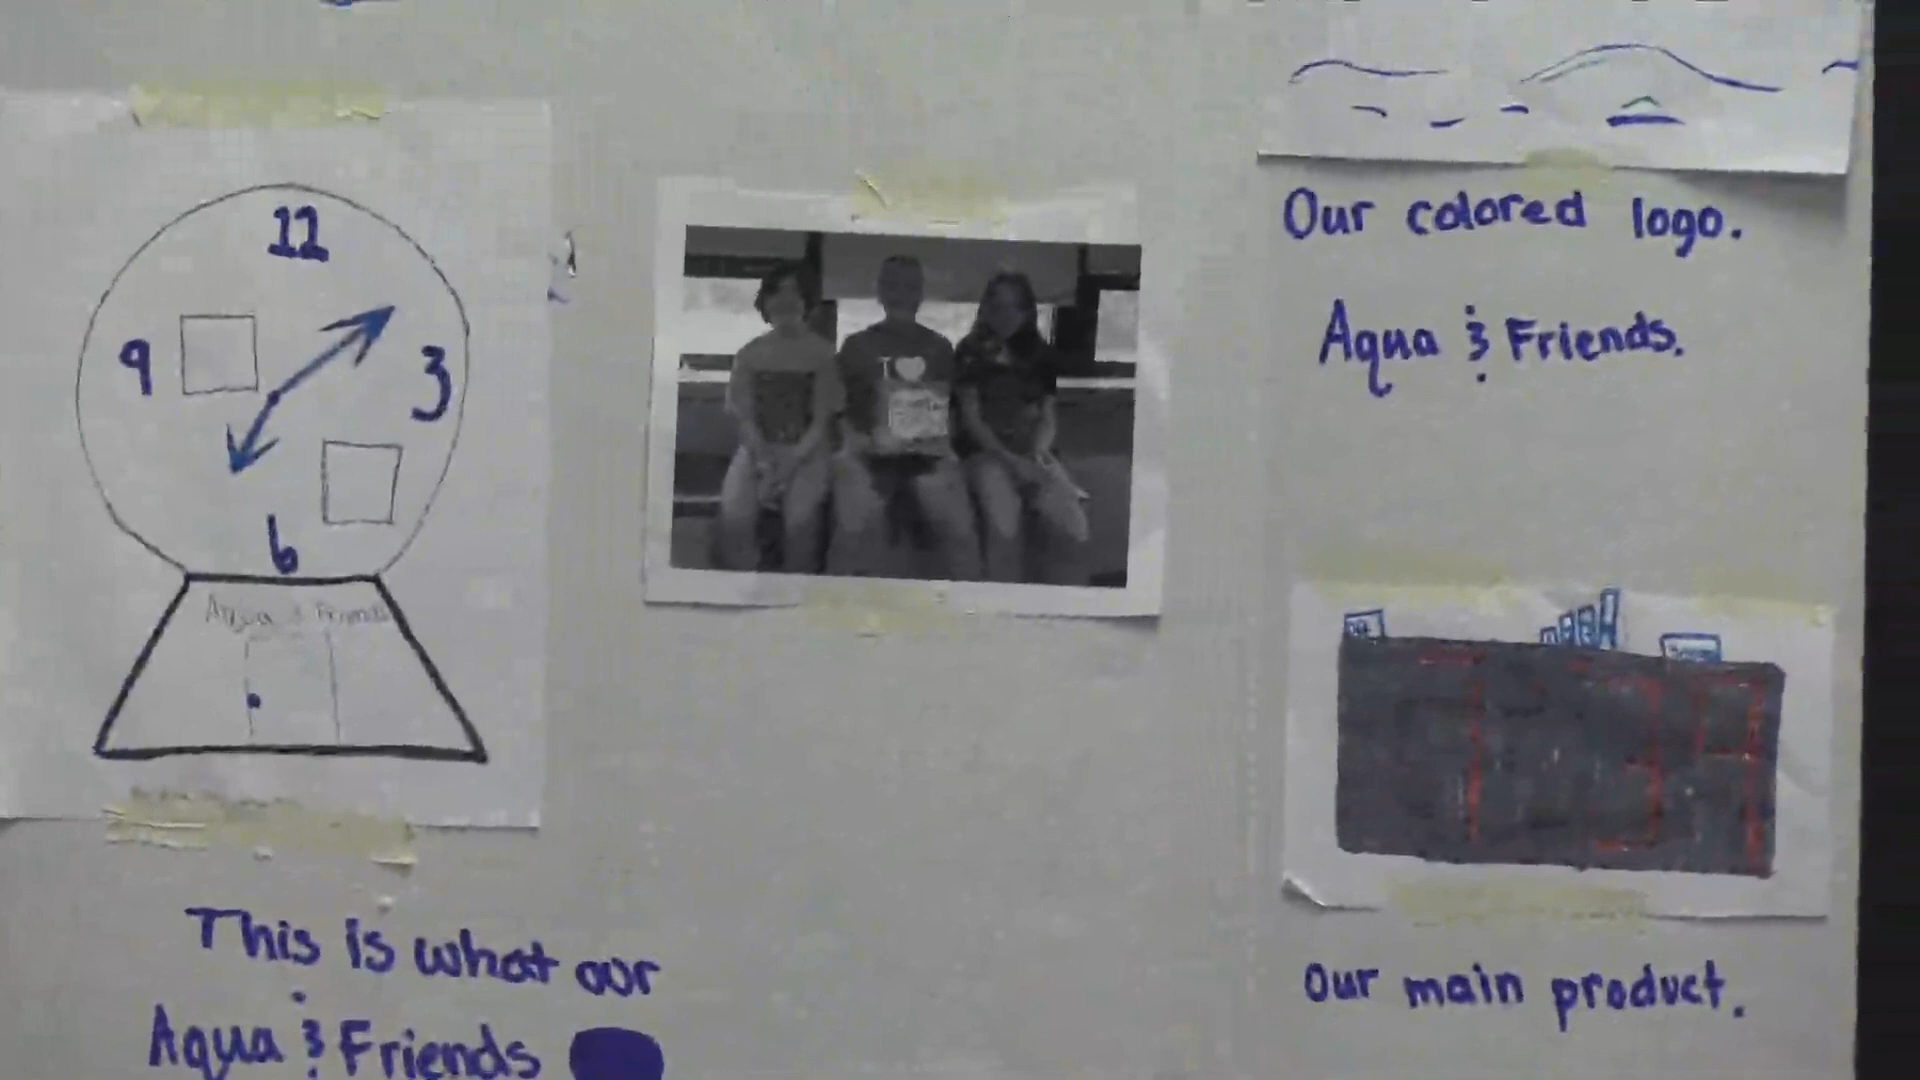 12
9
3
6
Aqua & Friends
This is what our
Aqua & Friends
I
Our colored logo.
Aqua & Friends.
Our main product.